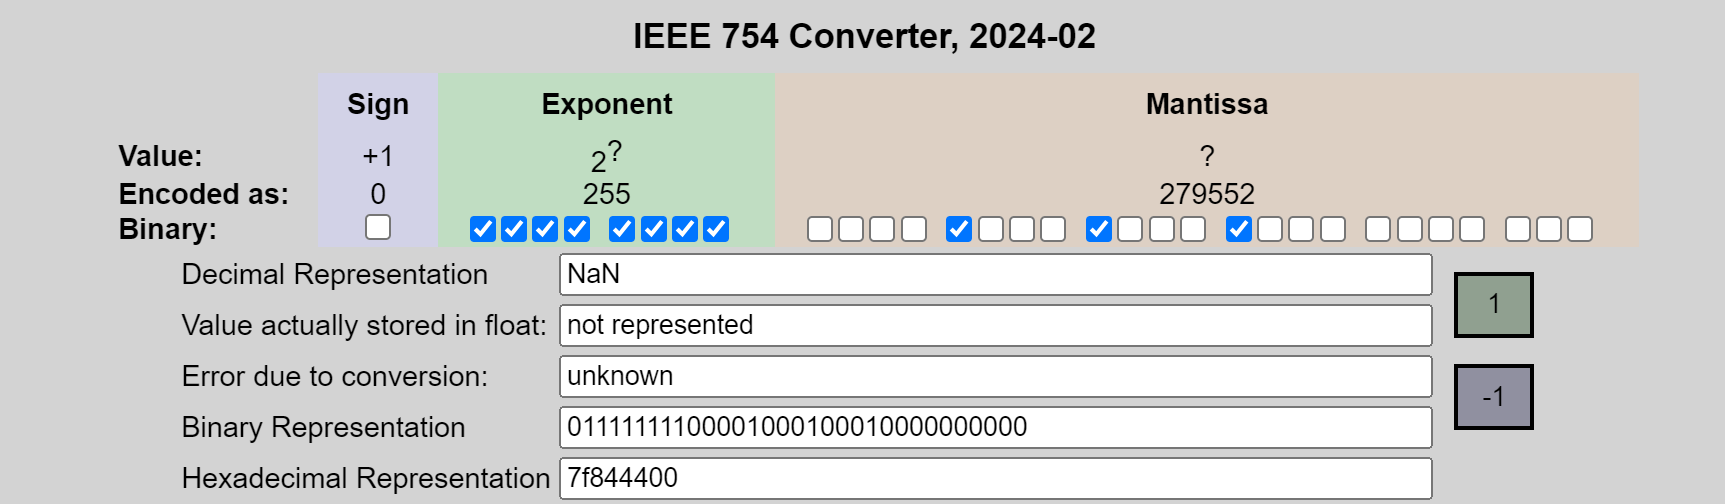 IEEE 754 Converter, 2024-02
Sign Exponent Mantissa
Value: +1 2? ?
Encoded as: 0 255 279552
Binary:
Decimal Representation NaN
Value actually stored in float: not represented 1
Error due to conversion: unknown -1
Binary Representation 01111111100001000100010000000000
Hexadecimal Representation 7f844400